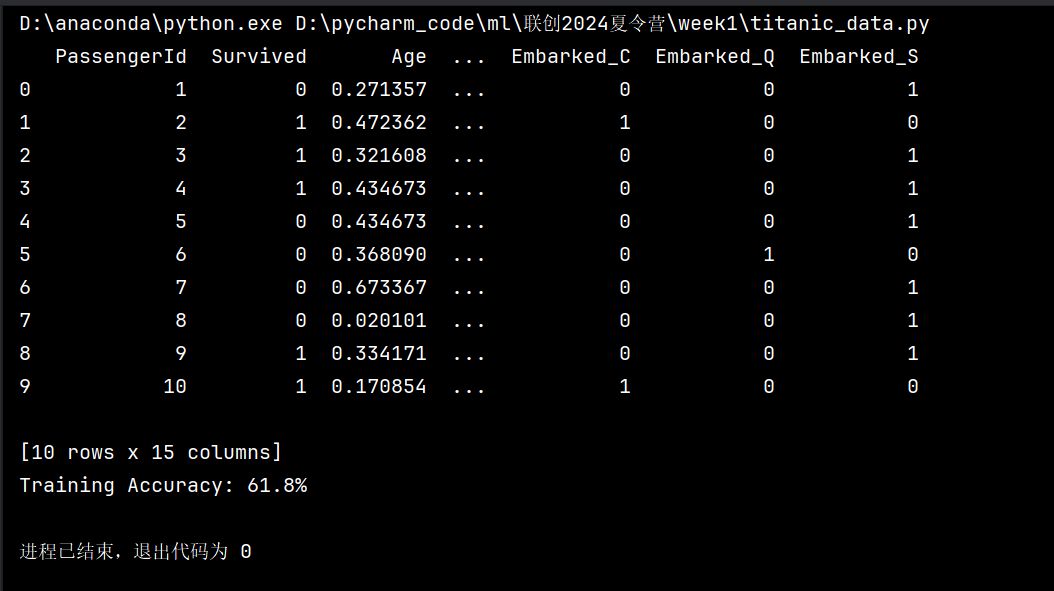 D:\anaconda\python.exe D:\pycharm_code\ml\联创2024夏令营\week1\titanic_data.py
   PassengerId  Survived       Age  ...  Embarked_C  Embarked_Q  Embarked_S
0            1         0  0.271357  ...           0           0           1
1            2         1  0.472362  ...           1           0           0
2            3         1  0.321608  ...           0           0           1
3            4         1  0.434673  ...           0           0           1
4            5         0  0.434673  ...           0           0           1
5            6         0  0.368090  ...           0           1           0
6            7         0  0.673367  ...           0           0           1
7            8         0  0.020101  ...           0           0           1
8            9         1  0.334171  ...           0           0           1
9           10         1  0.170854  ...           1           0           0
[10 rows x 15 columns]
Training Accuracy: 61.8%
进程已结束，退出代码为 0